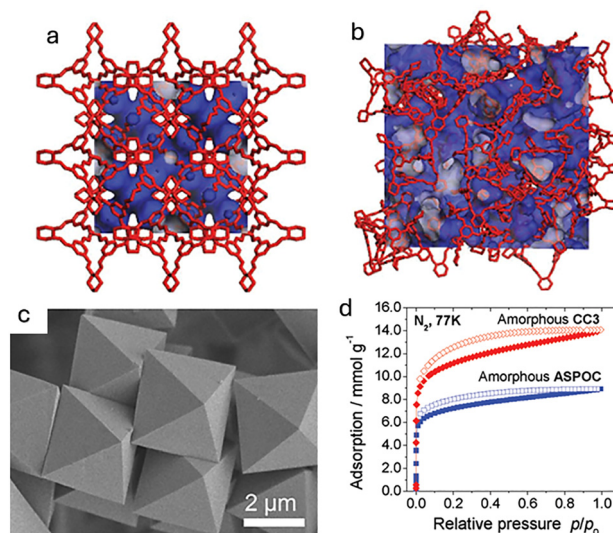 a
b
c
2 μm
d
N₂, 77K
Amorphous CC3
Amorphous ASPOC
Adsorption / mmol g⁻¹
16.0
14.0
12.0
10.0
8.0
6.0
4.0
2.0
0.0
0.0 0.2 0.4 0.6 0.8 1.0
Relative pressure p/p₀